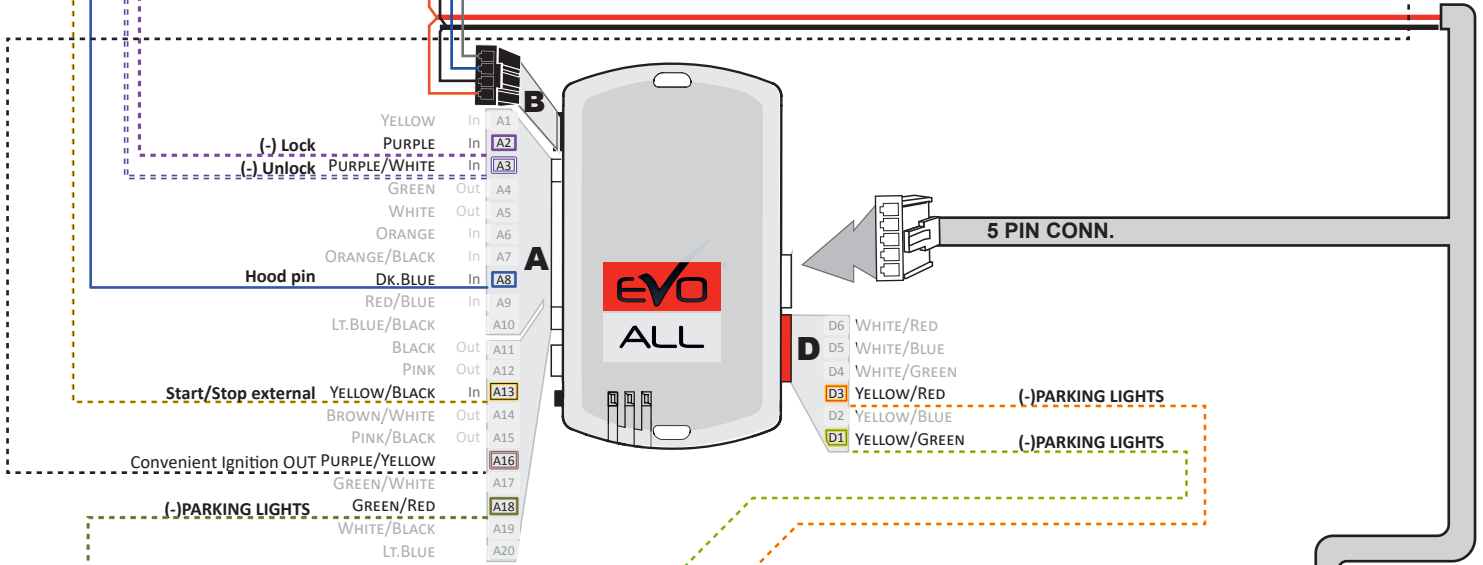 B
YELLOW In A1
(-) Lock PURPLE In A2
(-) Unlock PURPLE/WHITE In A3
GREEN Out A4
WHITE Out A5
ORANGE In A6
ORANGE/BLACK In A7
A
Hood pin DK.BLUE In A8
RED/BLUE In A9
LT.BLUE/BLACK A10
BLACK Out A11
PINK Out A12
Start/Stop external YELLOW/BLACK In A13
BROWN/WHITE Out A14
PINK/BLACK Out A15
Convenient Ignition OUT PURPLE/YELLOW A16
GREEN/WHITE A17
(-)PARKING LIGHTS GREEN/RED A18
WHITE/BLACK A19
LT.BLUE A20
EVO
ALL
5 PIN CONN.
D
D6 WHITE/RED
D5 WHITE/BLUE
D4 WHITE/GREEN
D3 YELLOW/RED (-)PARKING LIGHTS
D2 YELLOW/BLUE
D1 YELLOW/GREEN (-)PARKING LIGHTS